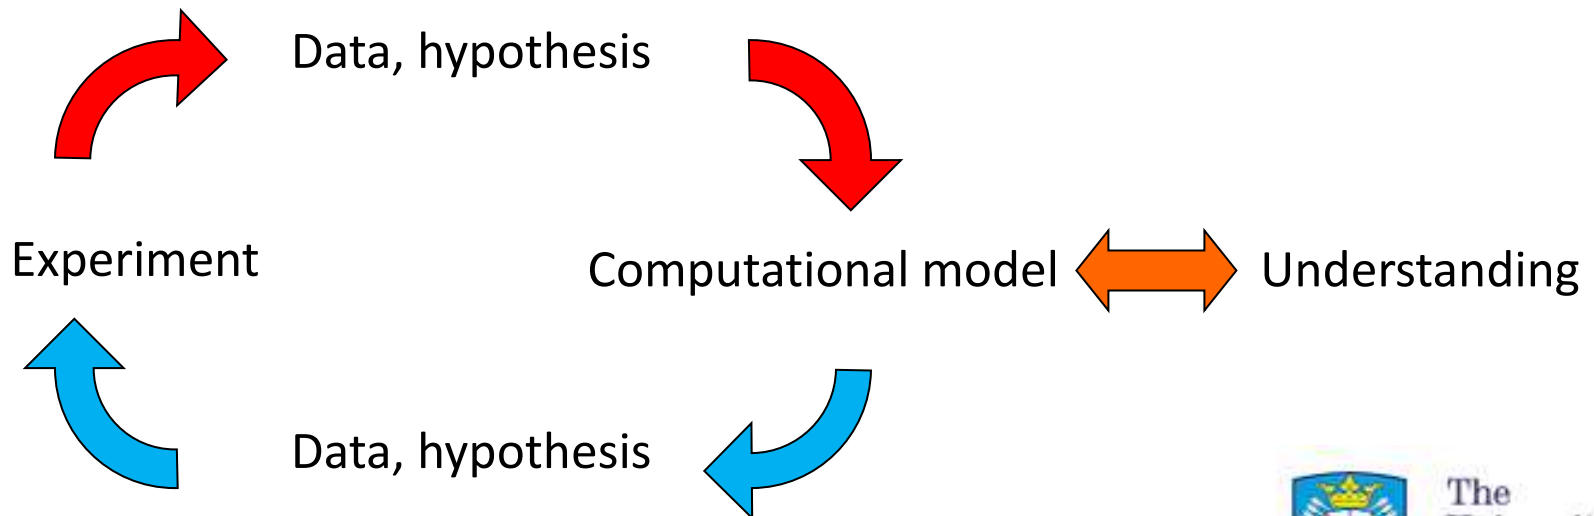 Data, hypothesis
Experiment
Computational model
Understanding
Data, hypothesis
The